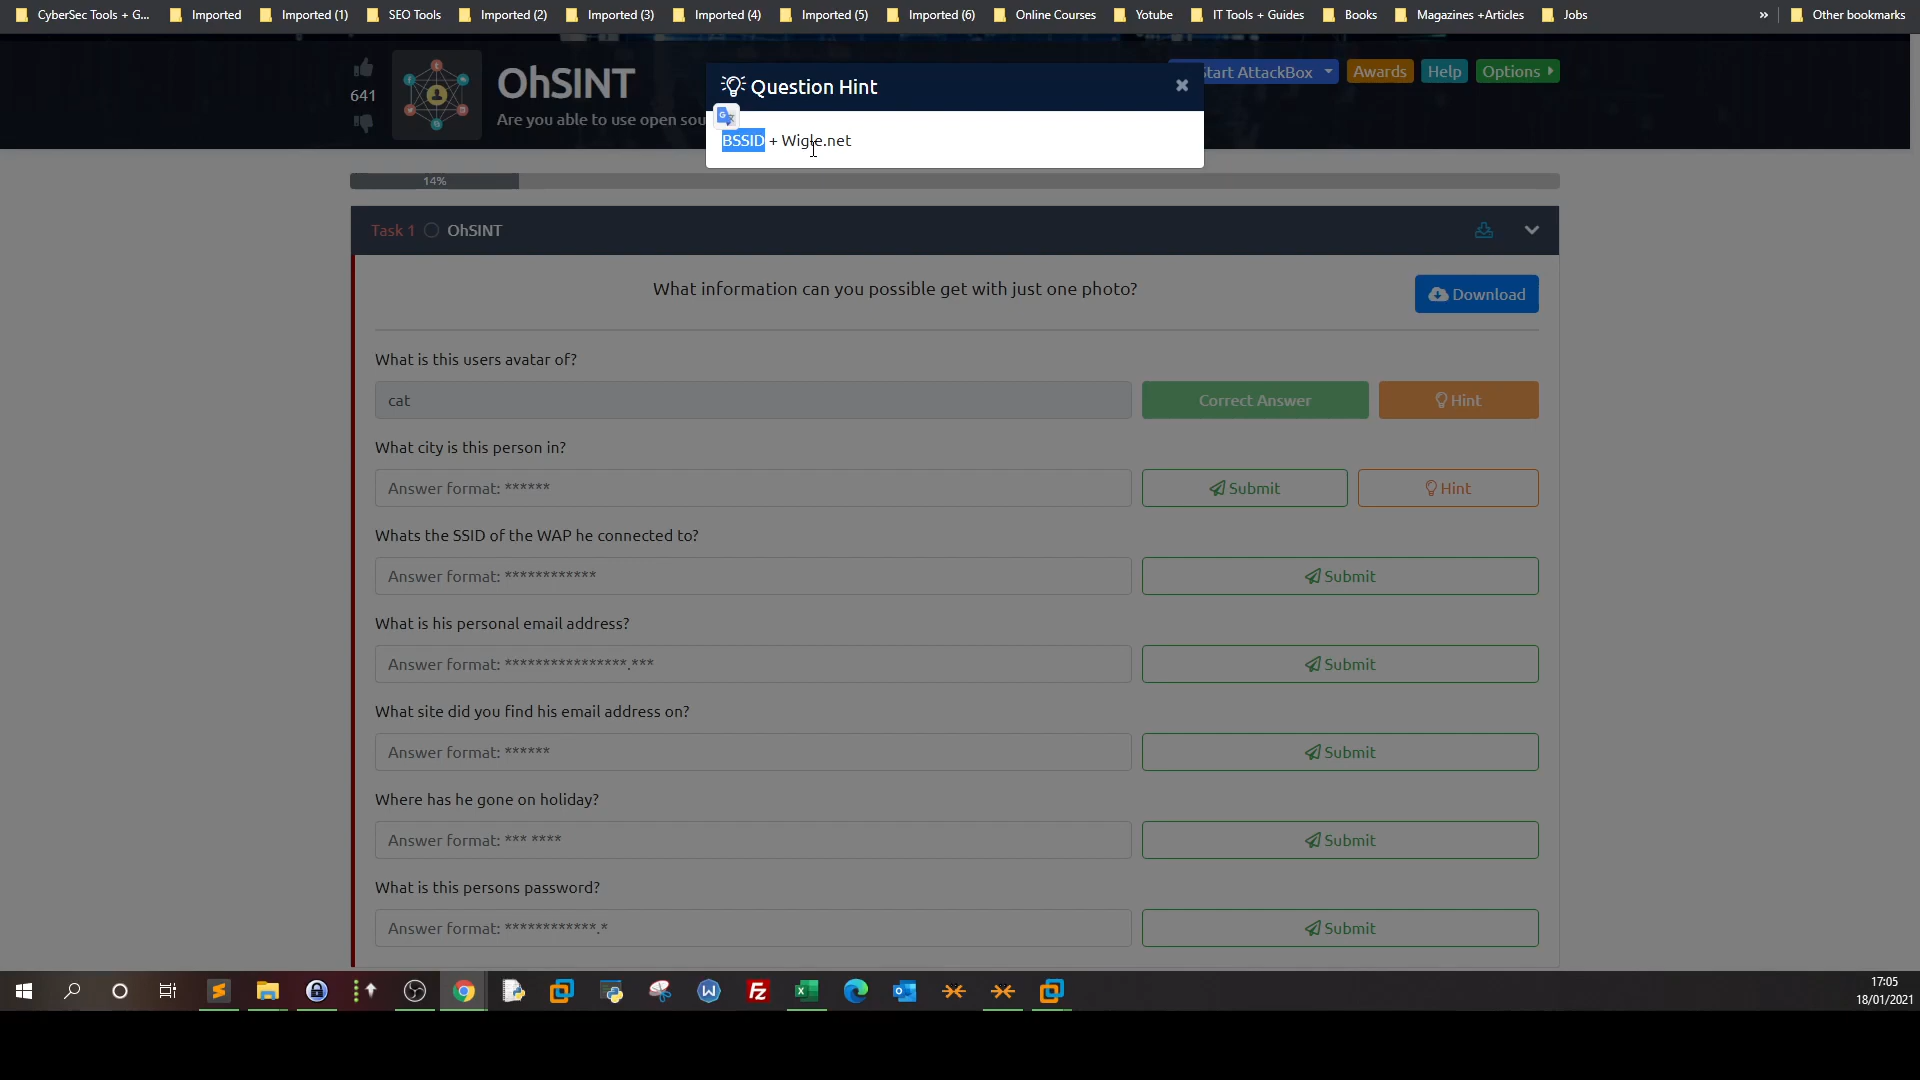 CyberSec Tools + G...
Imported
Imported (1)
SEO Tools
Imported (2)
Imported (3)
Imported (4)
Imported (5)
Imported (6)
Online Courses
Yotube
IT Tools + Guides
Books
Magazines +Articles
Jobs
»
Other bookmarks
641
OhSINT
Are you able to use open sou
Start AttackBox
Awards
Help
Options
Question Hint
BSSID + Wigle.net
14%
Task 1
OhSINT
What information can you possible get with just one photo?
Download
What is this users avatar of?
cat
Correct Answer
Hint
What city is this person in?
Answer format: ******
Submit
Hint
Whats the SSID of the WAP he connected to?
Answer format: ************
Submit
What is his personal email address?
Answer format: ****************.***
Submit
What site did you find his email address on?
Answer format: ******
Submit
Where has he gone on holiday?
Answer format: *** ****
Submit
What is this persons password?
Answer format: ************.*
Submit
17:05
18/01/2021